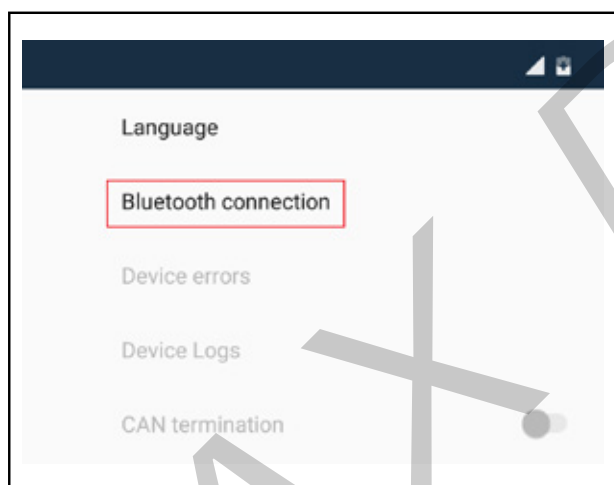 Language
Bluetooth connection
Device errors
Device Logs
CAN termination